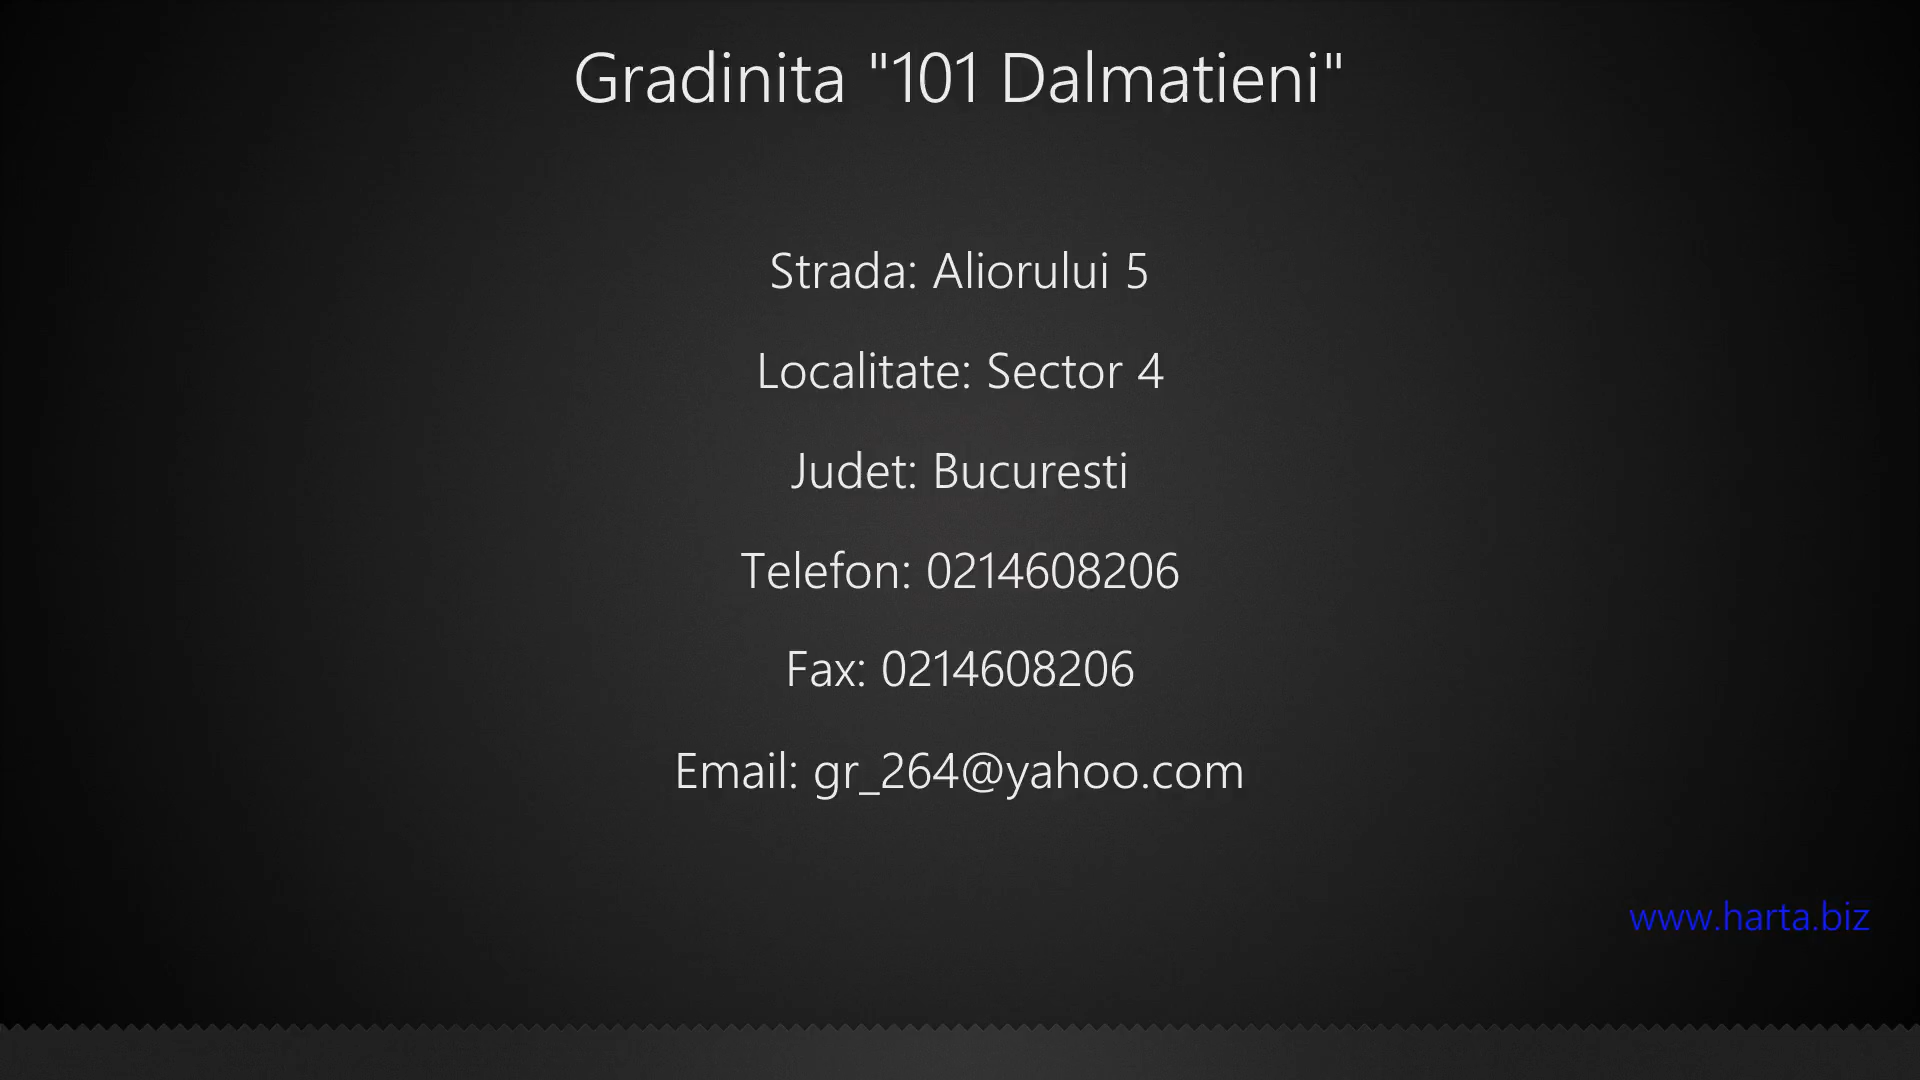 Gradinita "101 Dalmatieni"
Strada: Aliorului 5
Localitate: Sector 4
Judet: Bucuresti
Telefon: 0214608206
Fax: 0214608206
Email: gr_264@yahoo.com
www.harta.biz